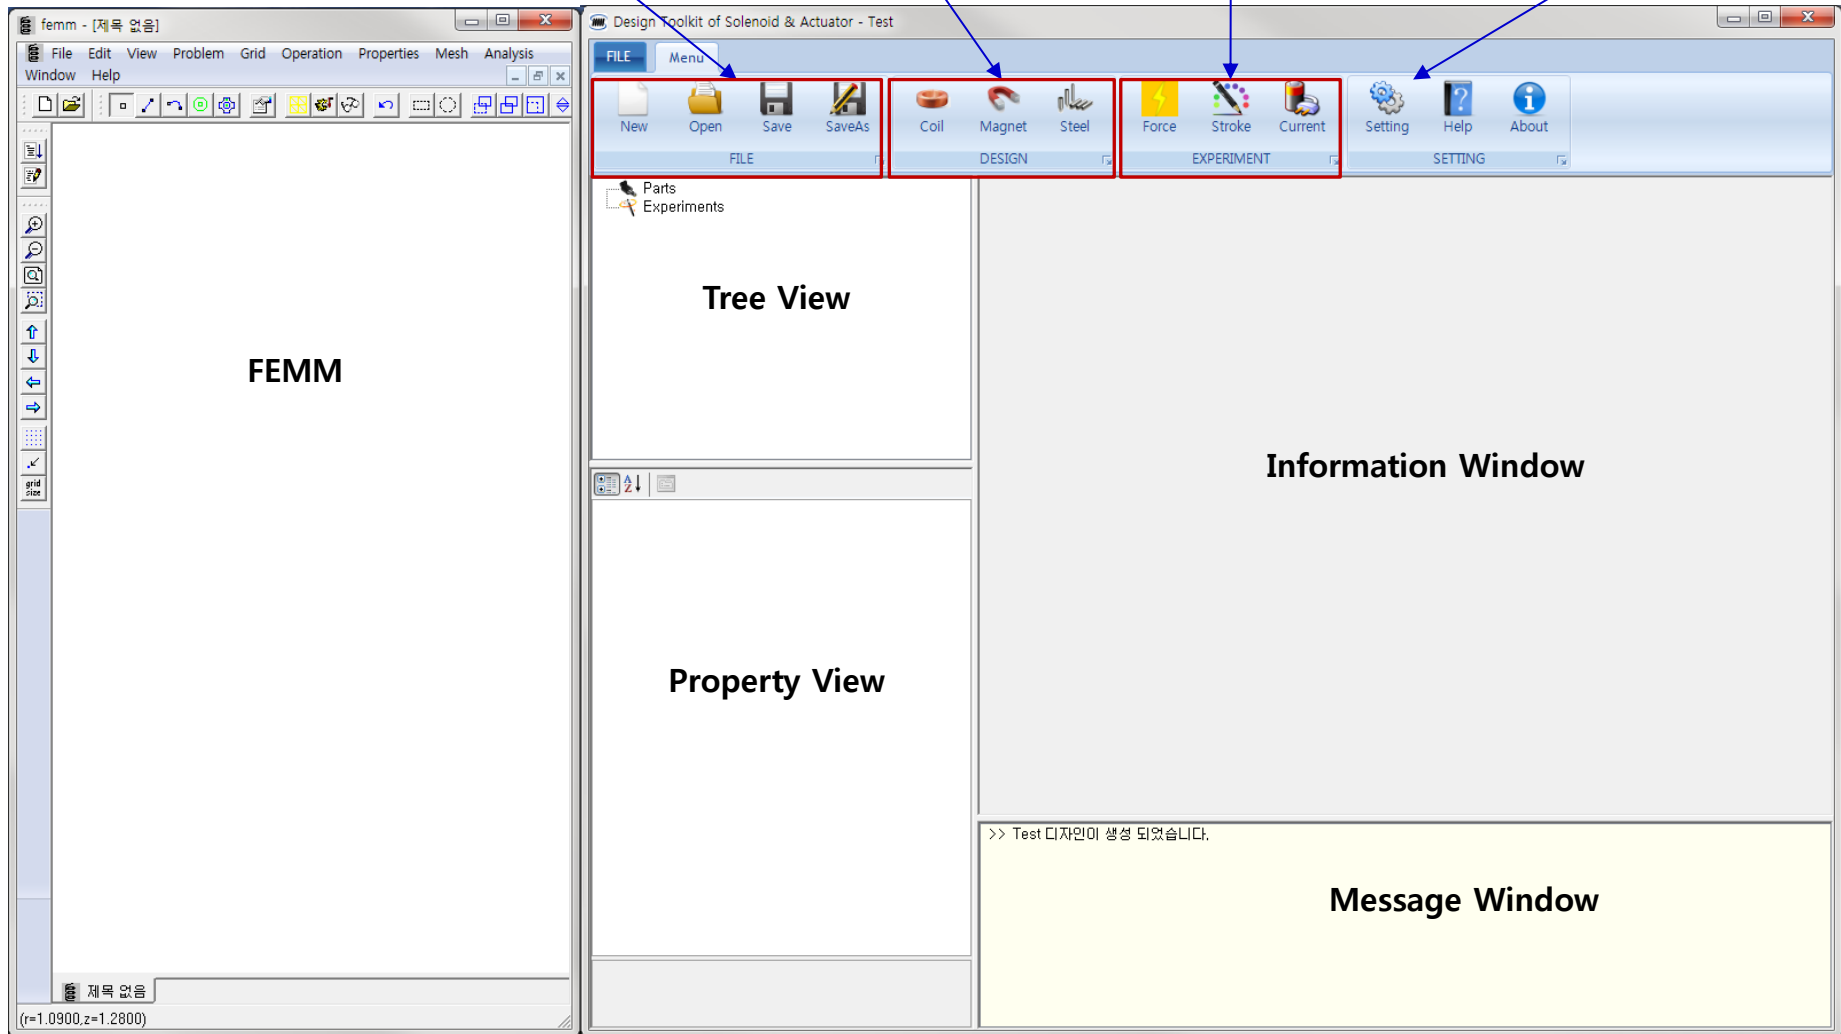 femm - [제목 없음]
File Edit View Problem Grid Operation Properties Mesh Analysis
Window Help
grid
size
FEMM
제목 없음
(r=1.0900,z=1.2800)
Design Toolkit of Solenoid & Actuator - Test
FILE Menu
New Open Save SaveAs Coil Magnet Steel Force Stroke Current Setting Help About
FILE DESIGN EXPERIMENT SETTING
Parts
Experiments
Tree View
Information Window
Property View
>> Test 디자인이 생성 되었습니다.
Message Window